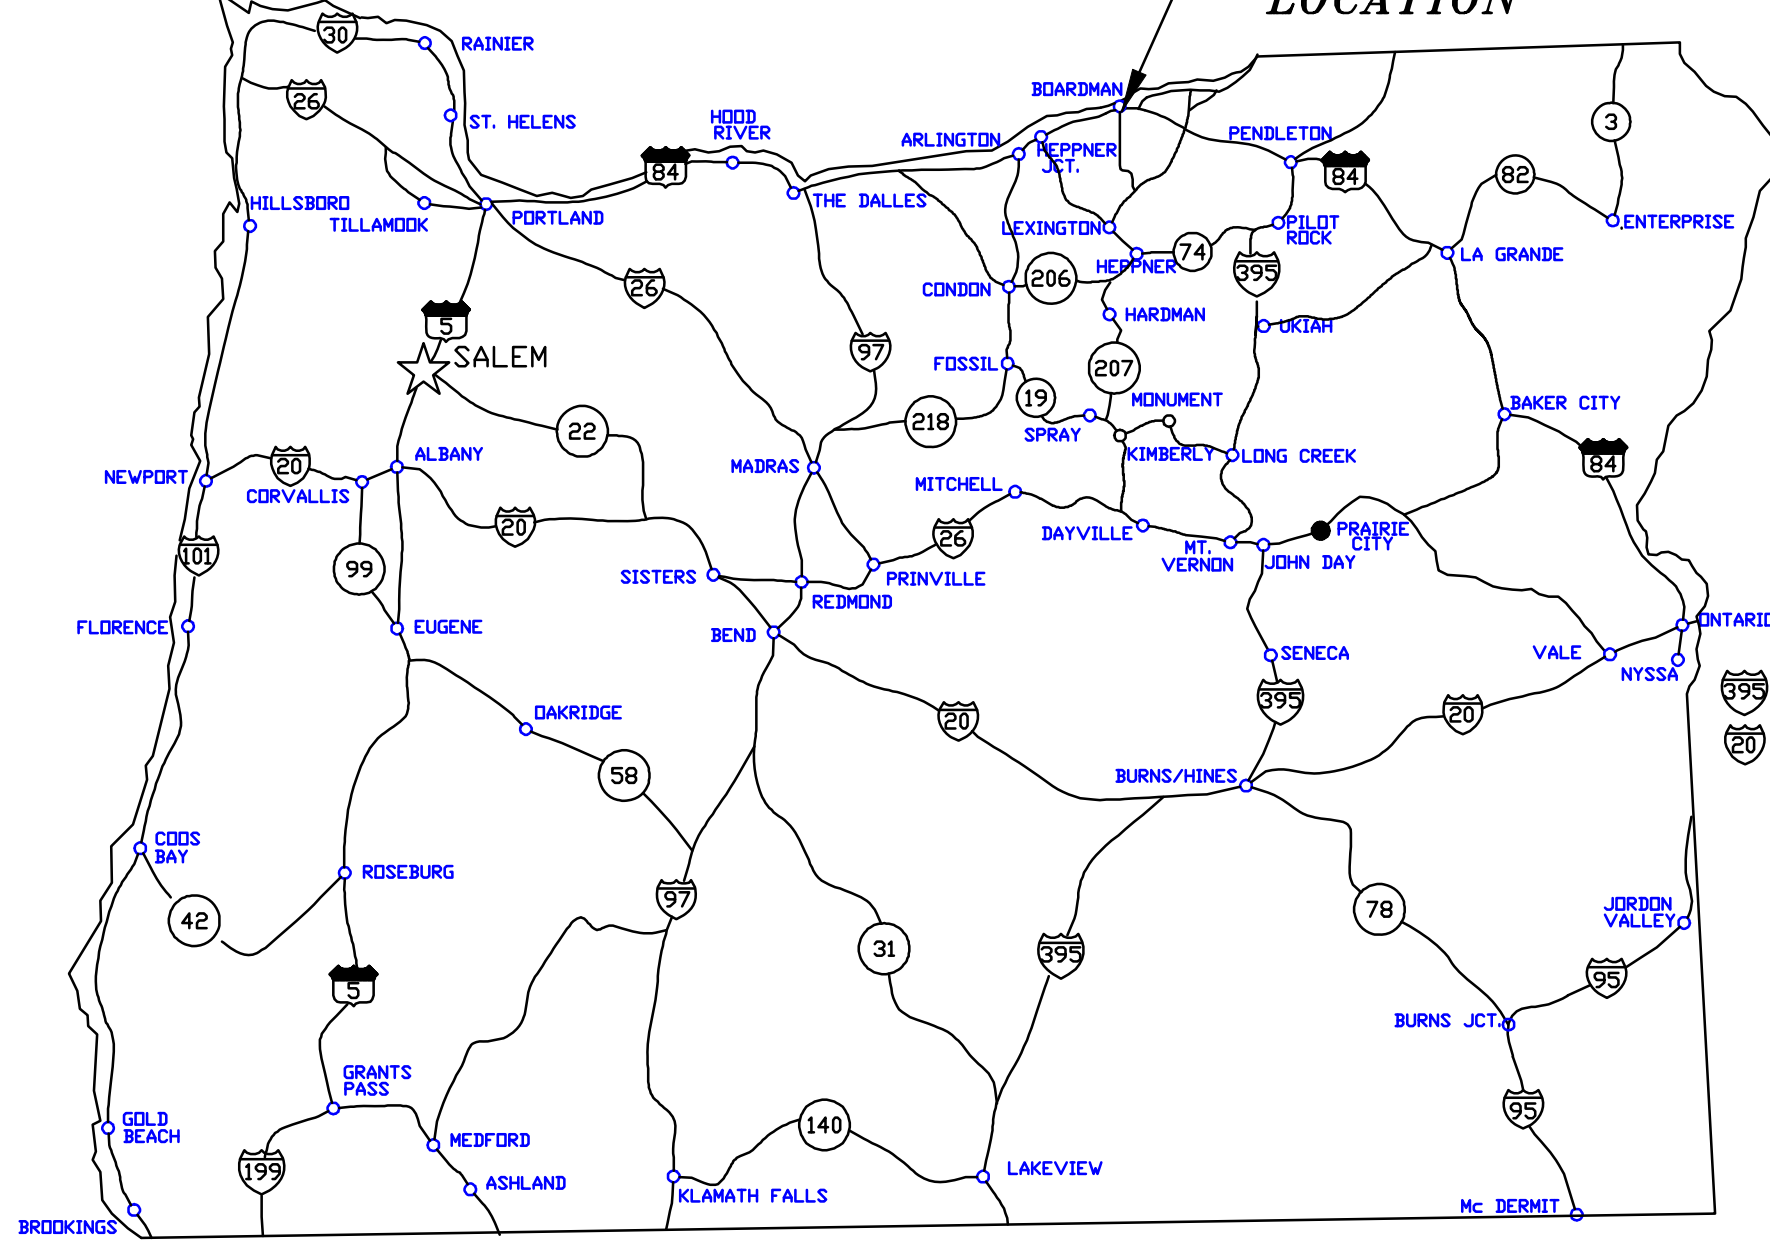 LOCATION
30
RAINIER
26
ST. HELENS
BOARDMAN
3
HOOD
RIVER
ARLINGTON
HEPPNER
JCT.
PENDLETON
84
84
82
HILLSBORO
TILLAMOOK
PORTLAND
THE DALLES
LEXINGTON
PILOT
ROCK
.ENTERPRISE
74
LA GRANDE
HEPPNER
26
CONDON
206
395
5
HARDMAN
UKIAH
SALEM
97
FOSSIL
207
19
MONUMENT
BAKER CITY
22
218
SPRAY
ALBANY
KIMBERLY
LONG CREEK
84
20
MADRAS
NEWPORT
CORVALLIS
MITCHELL
20
26
DAYVILLE
PRAIRIE
CITY
101
99
MT.
VERNON
JOHN DAY
SISTERS
PRINVILLE
REDMOND
FLORENCE
EUGENE
BEND
ONTARIO
SENECA
VALE
NYSSA
395
395
OAKRIDGE
20
20
20
58
BURNS/HINES
COOS
BAY
ROSEBURG
97
42
31
395
78
JORDON
VALLEY
5
95
BURNS JCT.
GRANTS
PASS
95
GOLD
BEACH
140
MEDFORD
199
LAKEVIEW
ASHLAND
KLAMATH FALLS
Mc DERMIT
BROOKINGS